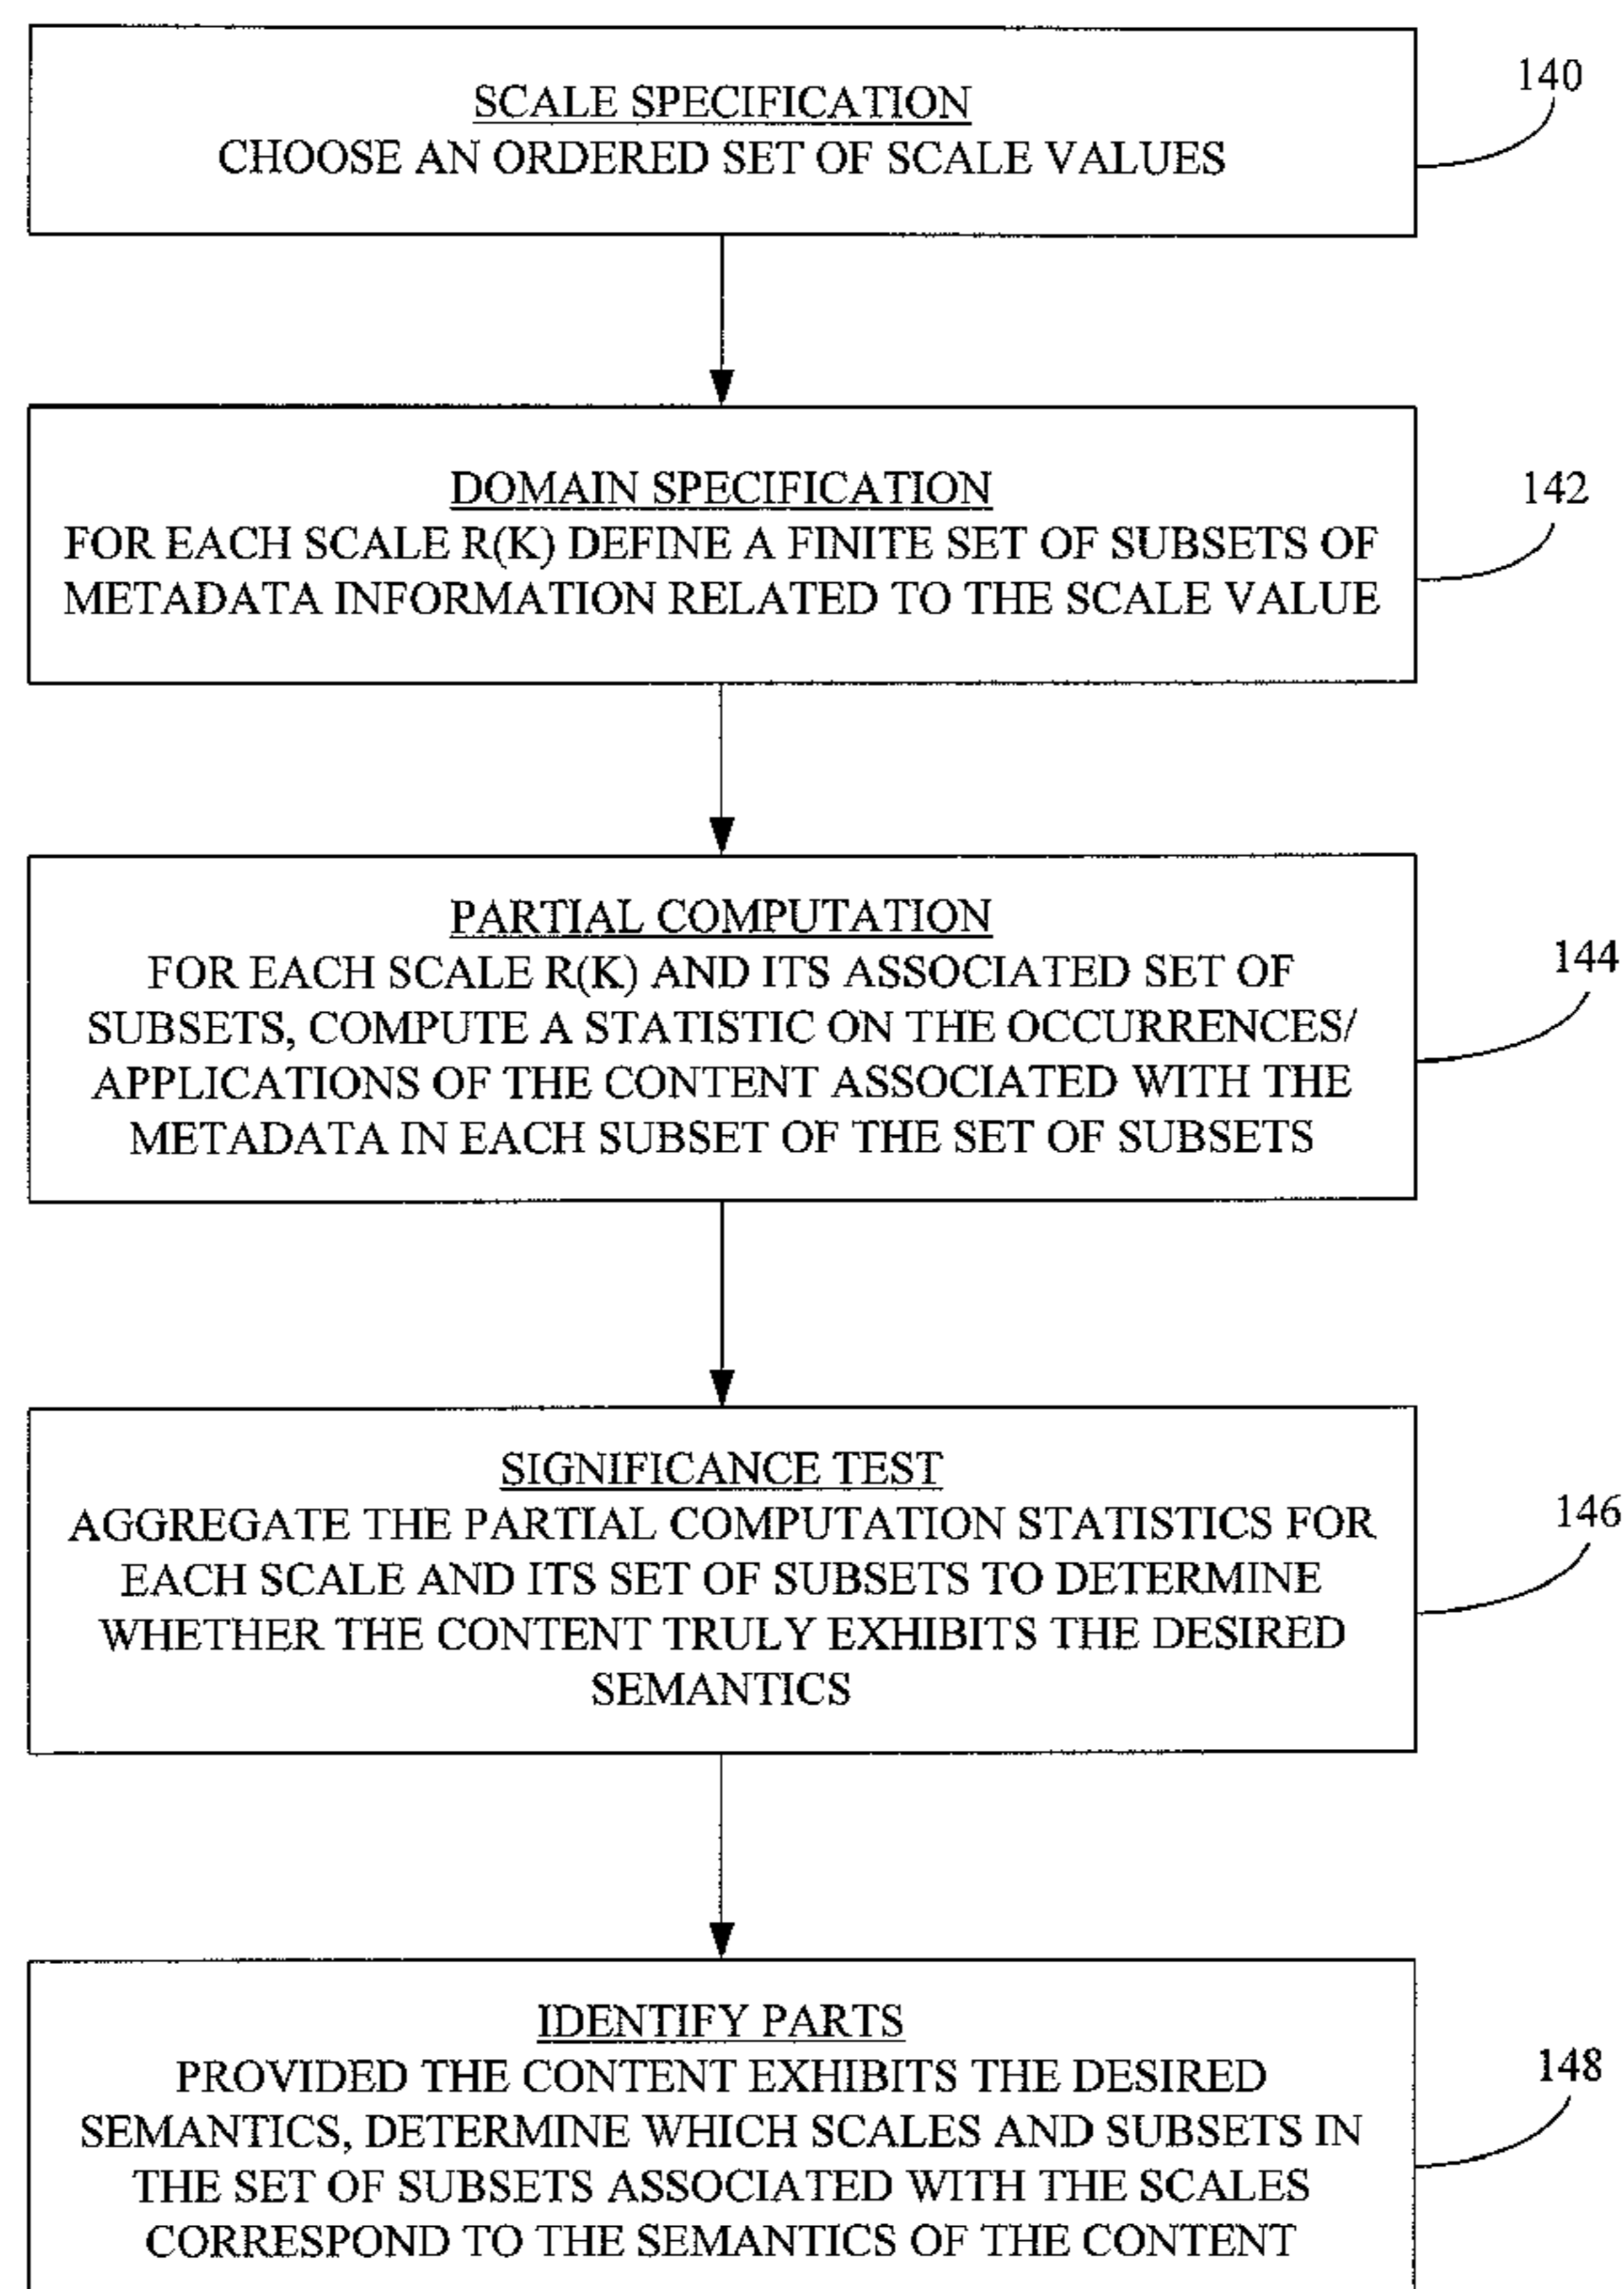 SCALE SPECIFICATION
CHOOSE AN ORDERED SET OF SCALE VALUES
140
DOMAIN SPECIFICATION
FOR EACH SCALE R(K) DEFINE A FINITE SET OF SUBSETS OF
METADATA INFORMATION RELATED TO THE SCALE VALUE
142
PARTIAL COMPUTATION
FOR EACH SCALE R(K) AND ITS ASSOCIATED SET OF
SUBSETS, COMPUTE A STATISTIC ON THE OCCURRENCES/
APPLICATIONS OF THE CONTENT ASSOCIATED WITH THE
METADATA IN EACH SUBSET OF THE SET OF SUBSETS
144
SIGNIFICANCE TEST
AGGREGATE THE PARTIAL COMPUTATION STATISTICS FOR
EACH SCALE AND ITS SET OF SUBSETS TO DETERMINE
WHETHER THE CONTENT TRULY EXHIBITS THE DESIRED
SEMANTICS
146
IDENTIFY PARTS
PROVIDED THE CONTENT EXHIBITS THE DESIRED
SEMANTICS, DETERMINE WHICH SCALES AND SUBSETS IN
THE SET OF SUBSETS ASSOCIATED WITH THE SCALES
CORRESPOND TO THE SEMANTICS OF THE CONTENT
148